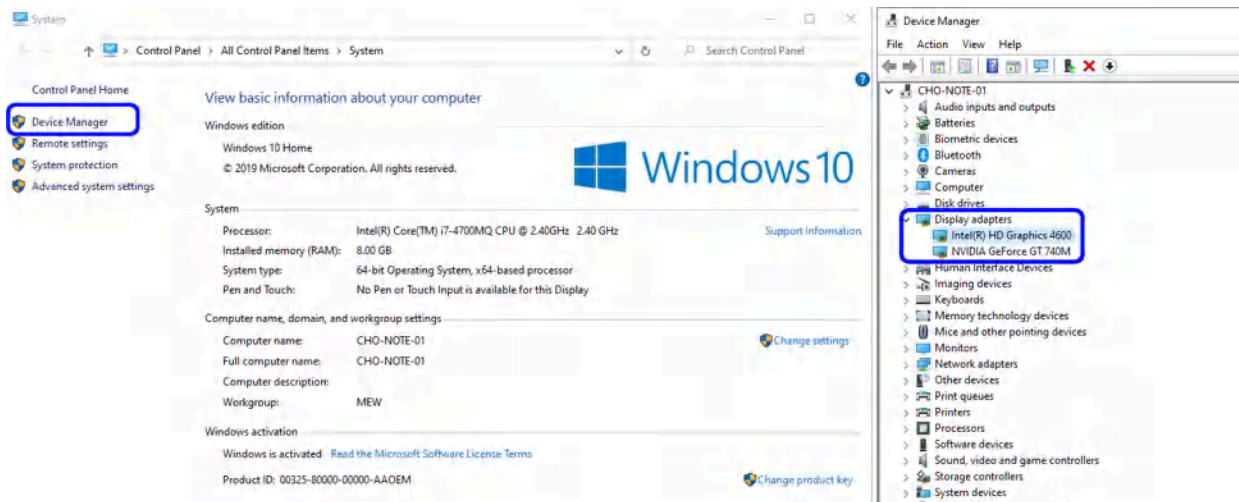 System
Control Panel > All Control Panel Items > System
Search Control Panel
Control Panel Home
Device Manager
Remote settings
System protection
Advanced system settings
View basic information about your computer
Windows edition
Windows 10 Home
© 2019 Microsoft Corporation. All rights reserved.
Windows 10
System
Processor: Intel(R) Core(TM) i7-4700MQ CPU @ 2.40GHz 2.40 GHz
Support Information
Installed memory (RAM): 8.00 GB
System type: 64-bit Operating System, x64-based processor
Pen and Touch: No Pen or Touch Input is available for this Display
Computer name, domain, and workgroup settings
Computer name: CHO-NOTE-01
Change settings
Full computer name: CHO-NOTE-01
Computer description:
Workgroup: MEW
Windows activation
Windows is activated Read the Microsoft Software License Terms
Product ID: 00325-80000-00000-AAOEM
Change product key
Device Manager
File Action View Help
CHO-NOTE-01
Audio inputs and outputs
Batteries
Biometric devices
Bluetooth
Cameras
Computer
Disk drives
Display adapters
Intel(R) HD Graphics 4600
NVIDIA GeForce GT 740M
Human Interface Devices
Imaging devices
Keyboards
Memory technology devices
Mice and other pointing devices
Monitors
Network adapters
Other devices
Print queues
Printers
Processors
Software devices
Sound, video and game controllers
Storage controllers
System devices